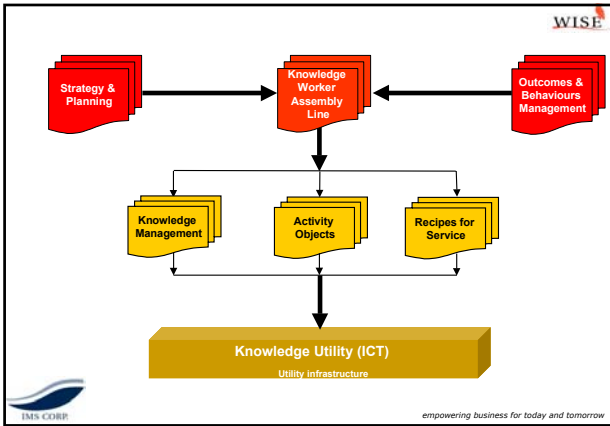 WISE
Strategy &
Planning
Knowledge
Worker
Assembly
Line
Outcomes &
Behaviours
Management
Knowledge
Management
Activity
Objects
Recipes for
Service
Knowledge Utility (ICT)
Utility infrastructure
IMS CORP.
empowering business for today and tomorrow